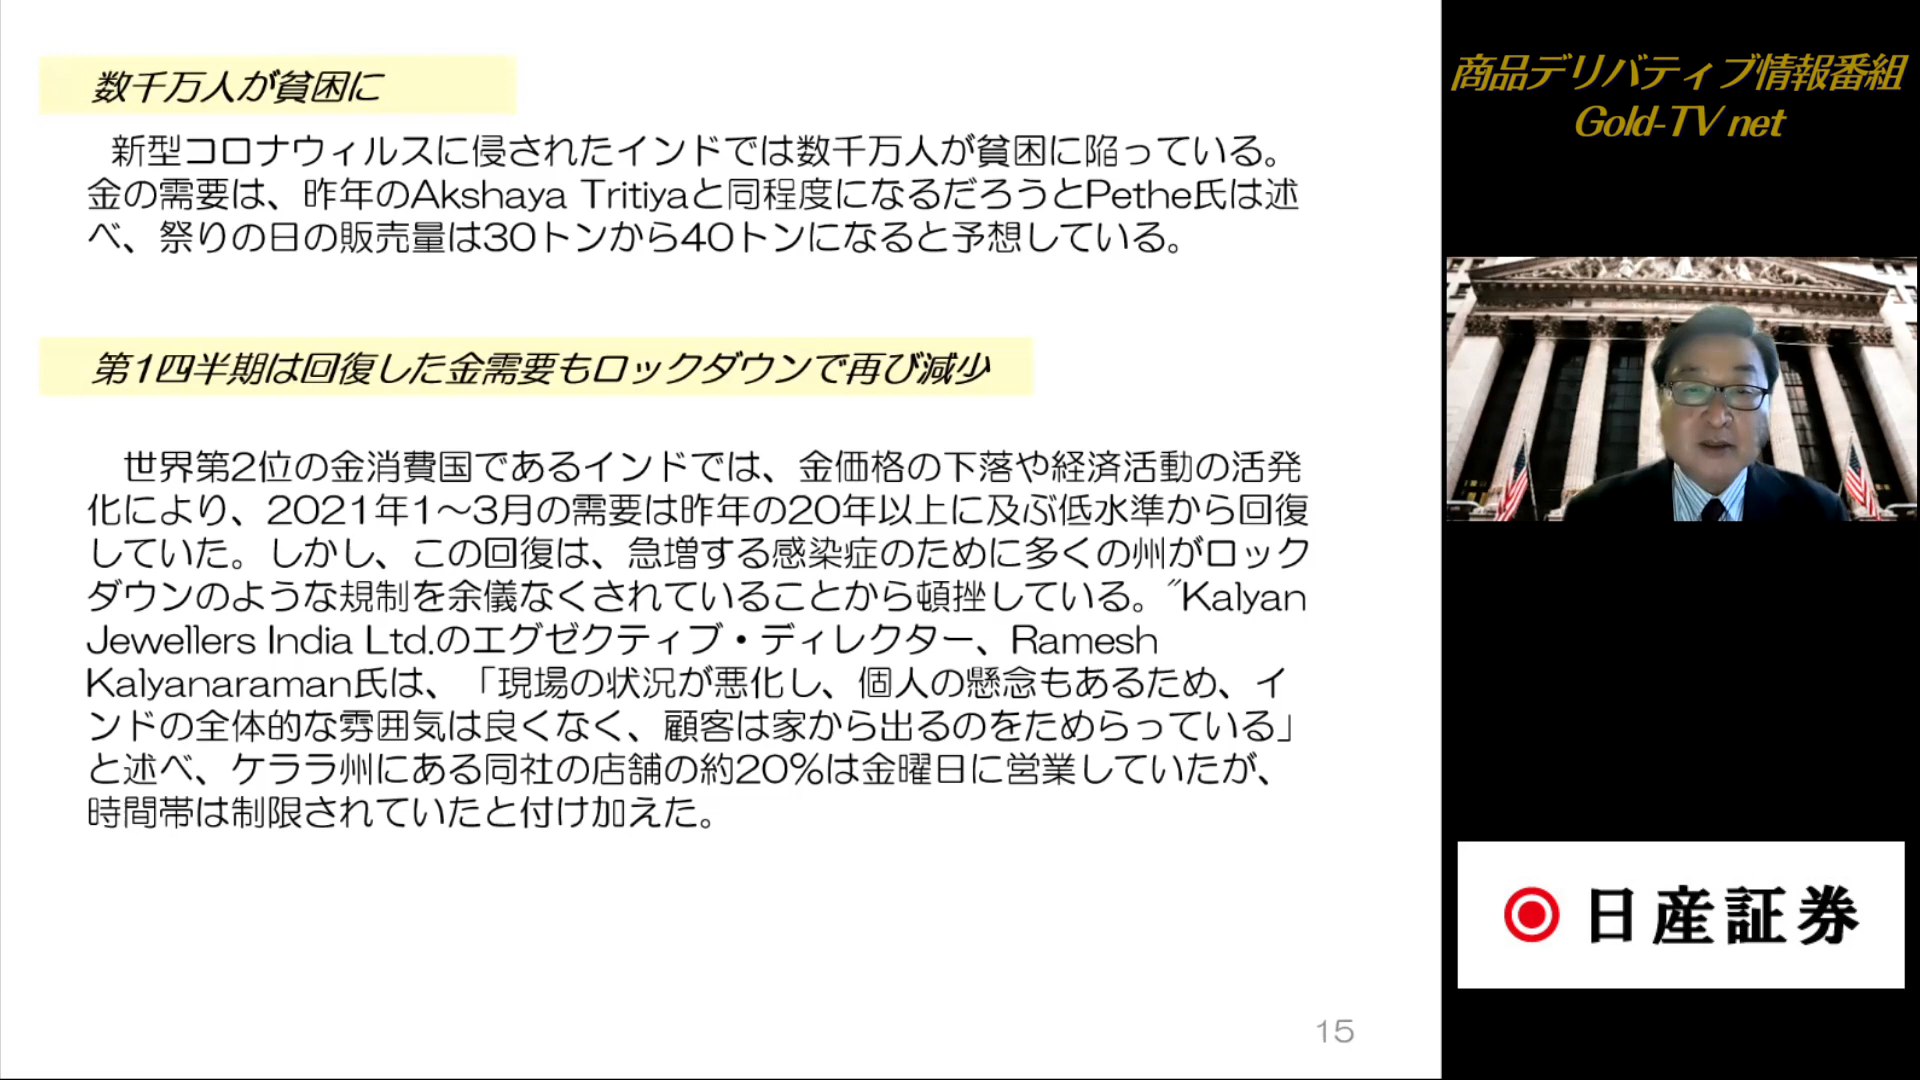 数千万人が貧困に
新型コロナウィルスに侵されたインドでは数千万人が貧困に陥っている。
金の需要は、昨年のAkshaya Tritiyaと同程度になるだろうとPethe氏は述
べ、祭りの日の販売量は30トンから40トンになると予想している。
第1四半期は回復した金需要もロックダウンで再び減少
世界第2位の金消費国であるインドでは、金価格の下落や経済活動の活発
化により、2021年1～3月の需要は昨年の20年以上に及ぶ低水準から回復
していた。しかし、この回復は、急増する感染症のために多くの州がロック
ダウンのような規制を余儀なくされていることから頓挫している。"Kalyan
Jewellers India Ltd.のエグゼクティブ・ディレクター、Ramesh
Kalyanaraman氏は、「現場の状況が悪化し、個人の懸念もあるため、イ
ンドの全体的な雰囲気は良くなく、顧客は家から出るのをためらっている」
と述べ、ケララ州にある同社の店舗の約20%は金曜日に営業していたが、
時間帯は制限されていたと付け加えた。
15
商品デリバティブ情報番組
Gold-TV net
日産証券